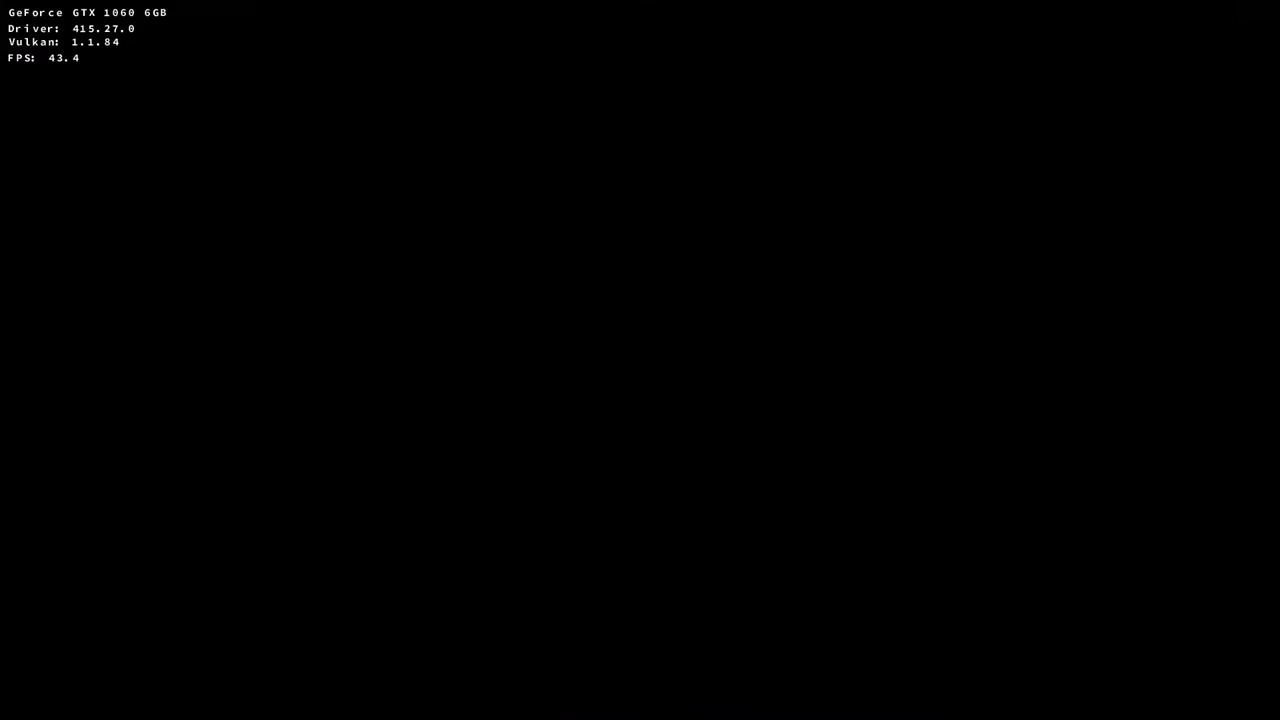 GeForce GTX 1060 6GB
Driver: 415.27.0
Vulkan: 1.1.84
FPS: 43.4